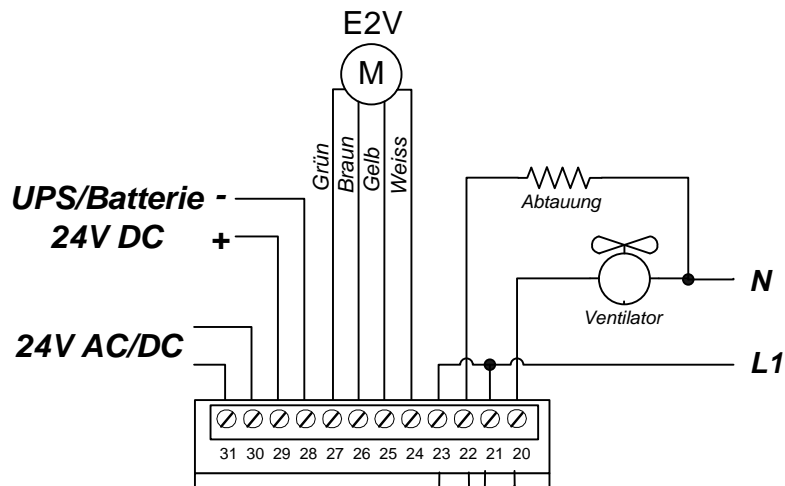 E2V
M
Grün
Braun
Gelb
Weiss
UPS/Batterie -
24V DC +
Abtauung
N
Ventilator
24V AC/DC
L1
31 30 29 28 27 26 25 24 23 22 21 20